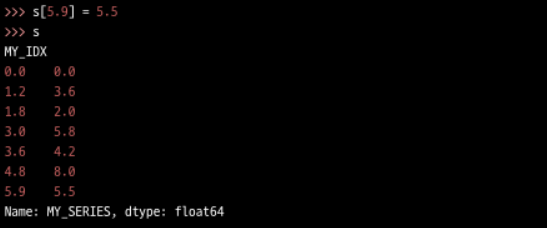 >>> s[5.9] = 5.5
>>> s
MY_IDX
0.0    0.0
1.2    3.6
1.8    2.0
3.0    5.8
3.6    4.2
4.8    8.0
5.9    5.5
Name: MY_SERIES, dtype: float64